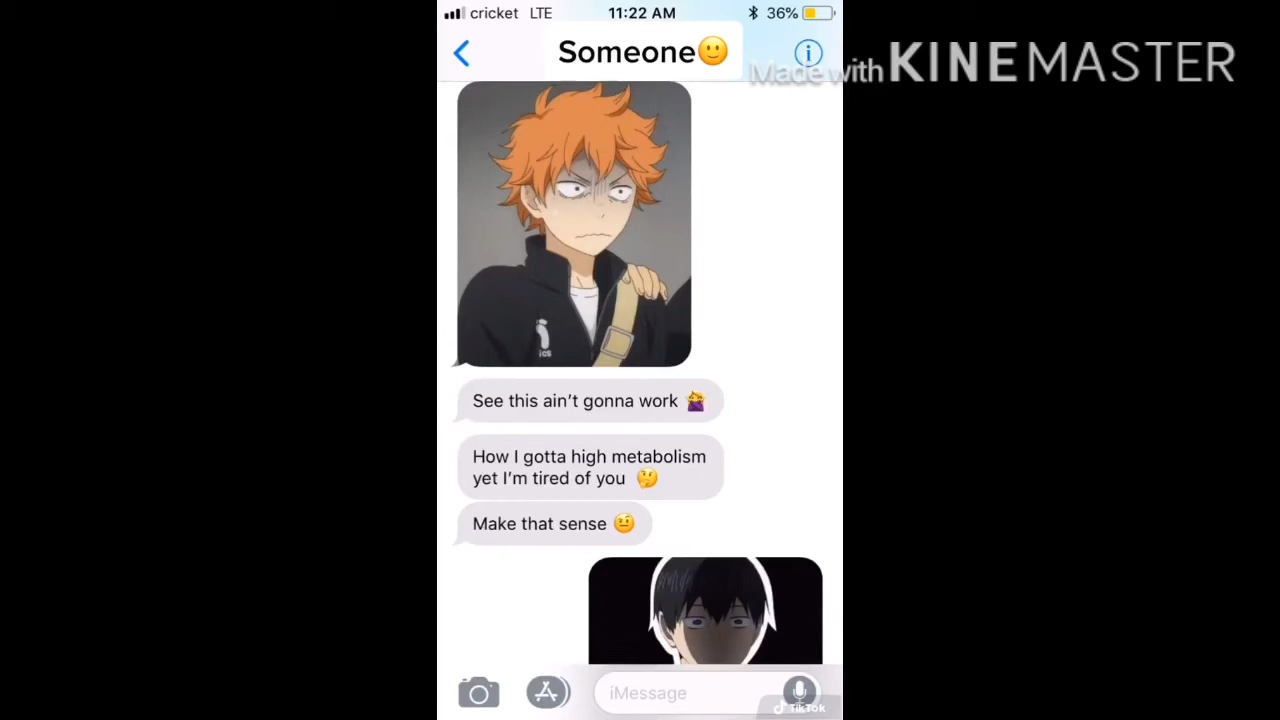 cricket LTE 11:22 AM 36%
Someone🙂
Made with KINEMASTER
ics
See this ain't gonna work 🤷‍♀️
How I gotta high metabolism
yet I'm tired of you 🤔
Make that sense 🤨
iMessage
TikTok